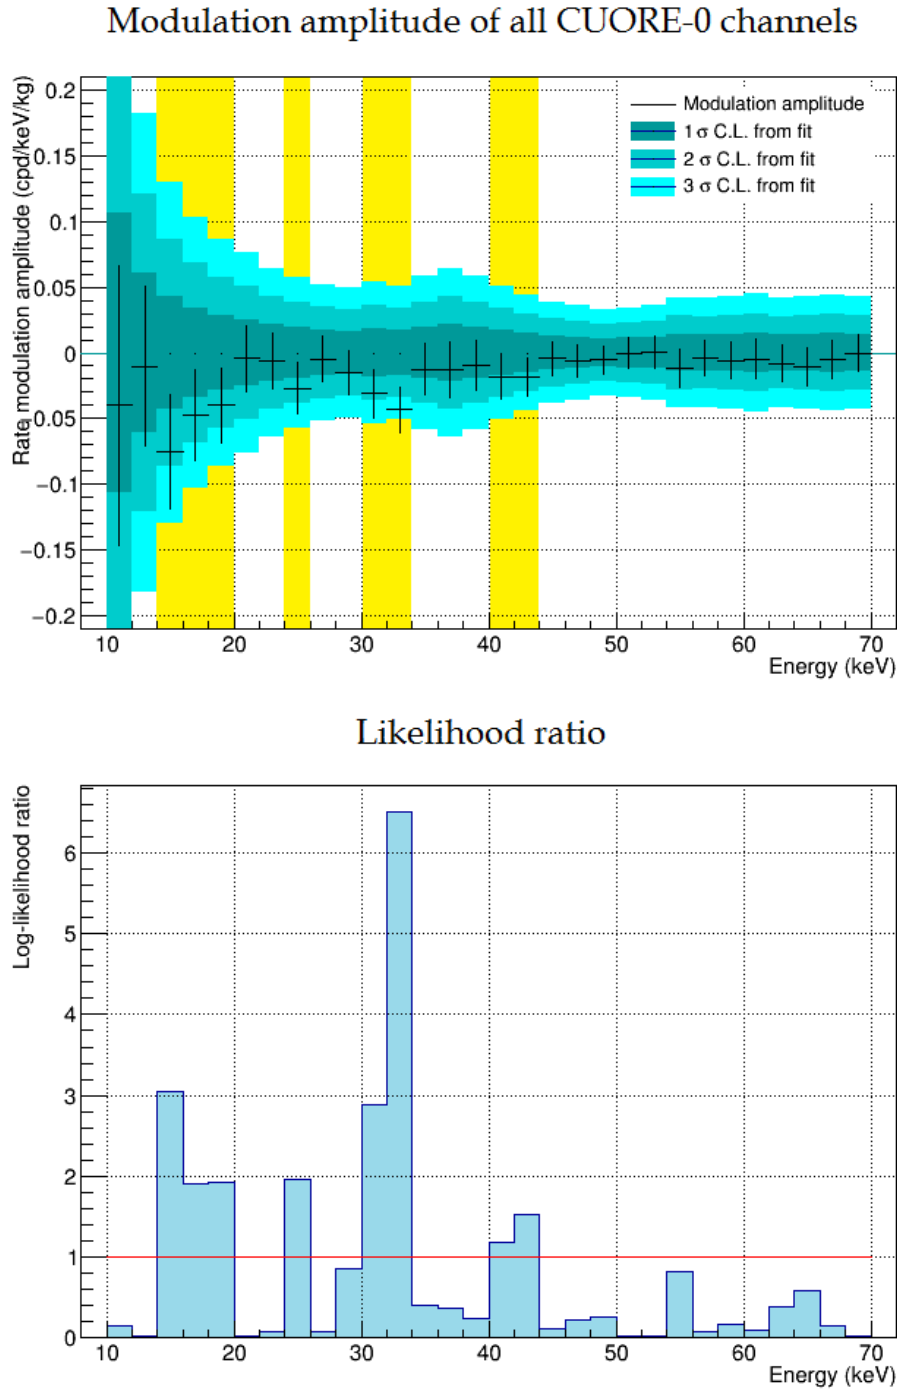 Modulation amplitude of all CUORE-0 channels
Rate modulation amplitude (cpd/keV/kg)
0.2
0.15
0.1
0.05
0
−0.05
−0.1
−0.15
−0.2
Modulation amplitude
1 σ C.L. from fit
2 σ C.L. from fit
3 σ C.L. from fit
10 20 30 40 50 60 70
Energy (keV)
Likelihood ratio
Log-likelihood ratio
6
5
4
3
2
1
0
10 20 30 40 50 60 70
Energy (keV)